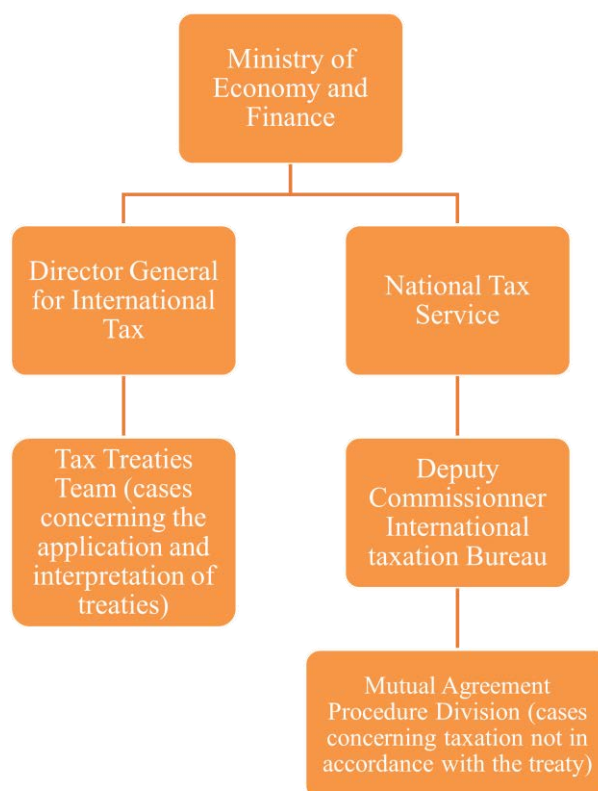 Ministry of
Economy and
Finance
Director General
for International
Tax
National Tax
Service
Tax Treaties
Team (cases
concerning the
application and
interpretation of
treaties)
Deputy
Commissionner
International
taxation Bureau
Mutual Agreement
Procedure Division (cases
concerning taxation not in
accordance with the treaty)